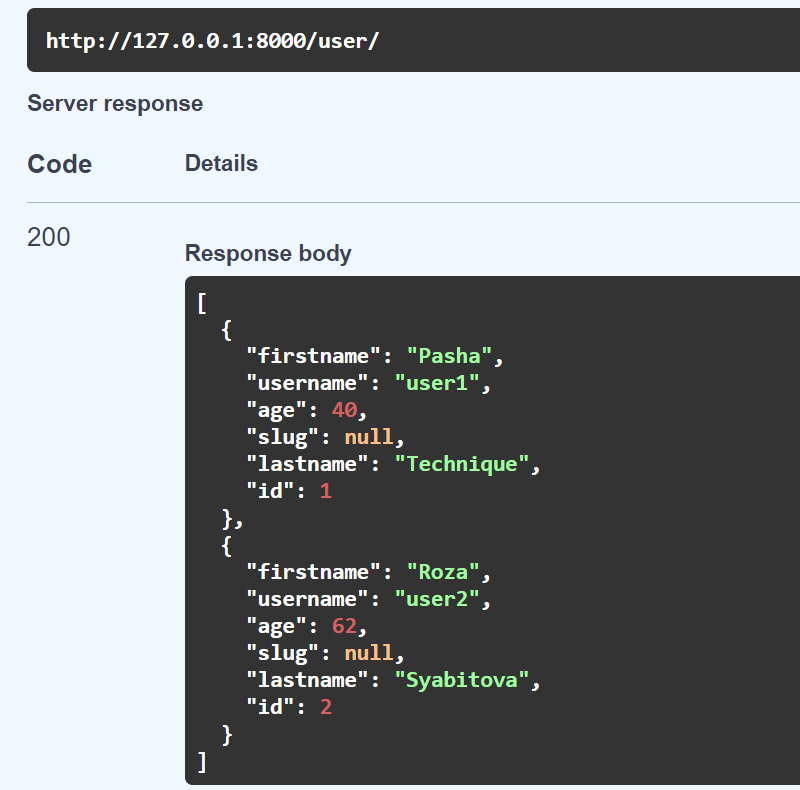 http://127.0.0.1:8000/user/
Server response
Code Details
200
Response body
[
  {
    "firstname": "Pasha",
    "username": "user1",
    "age": 40,
    "slug": null,
    "lastname": "Technique",
    "id": 1
  },
  {
    "firstname": "Roza",
    "username": "user2",
    "age": 62,
    "slug": null,
    "lastname": "Syabitova",
    "id": 2
  }
]